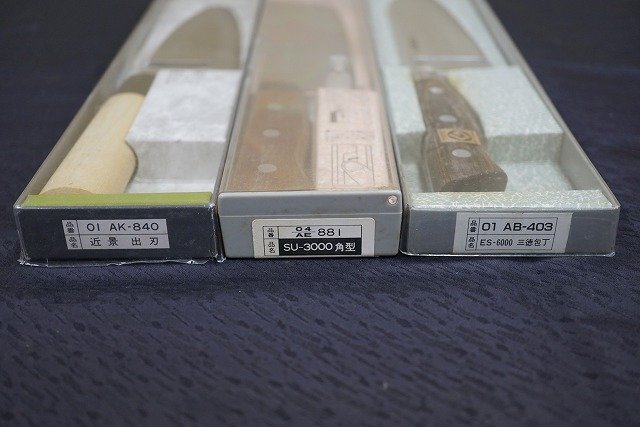 品番 01 AK-840
品名 近景 出刃
品番 04 AE 881
品名 SU-3000 角型
品番 01 AB-403
品名 ES-6000 三徳包丁